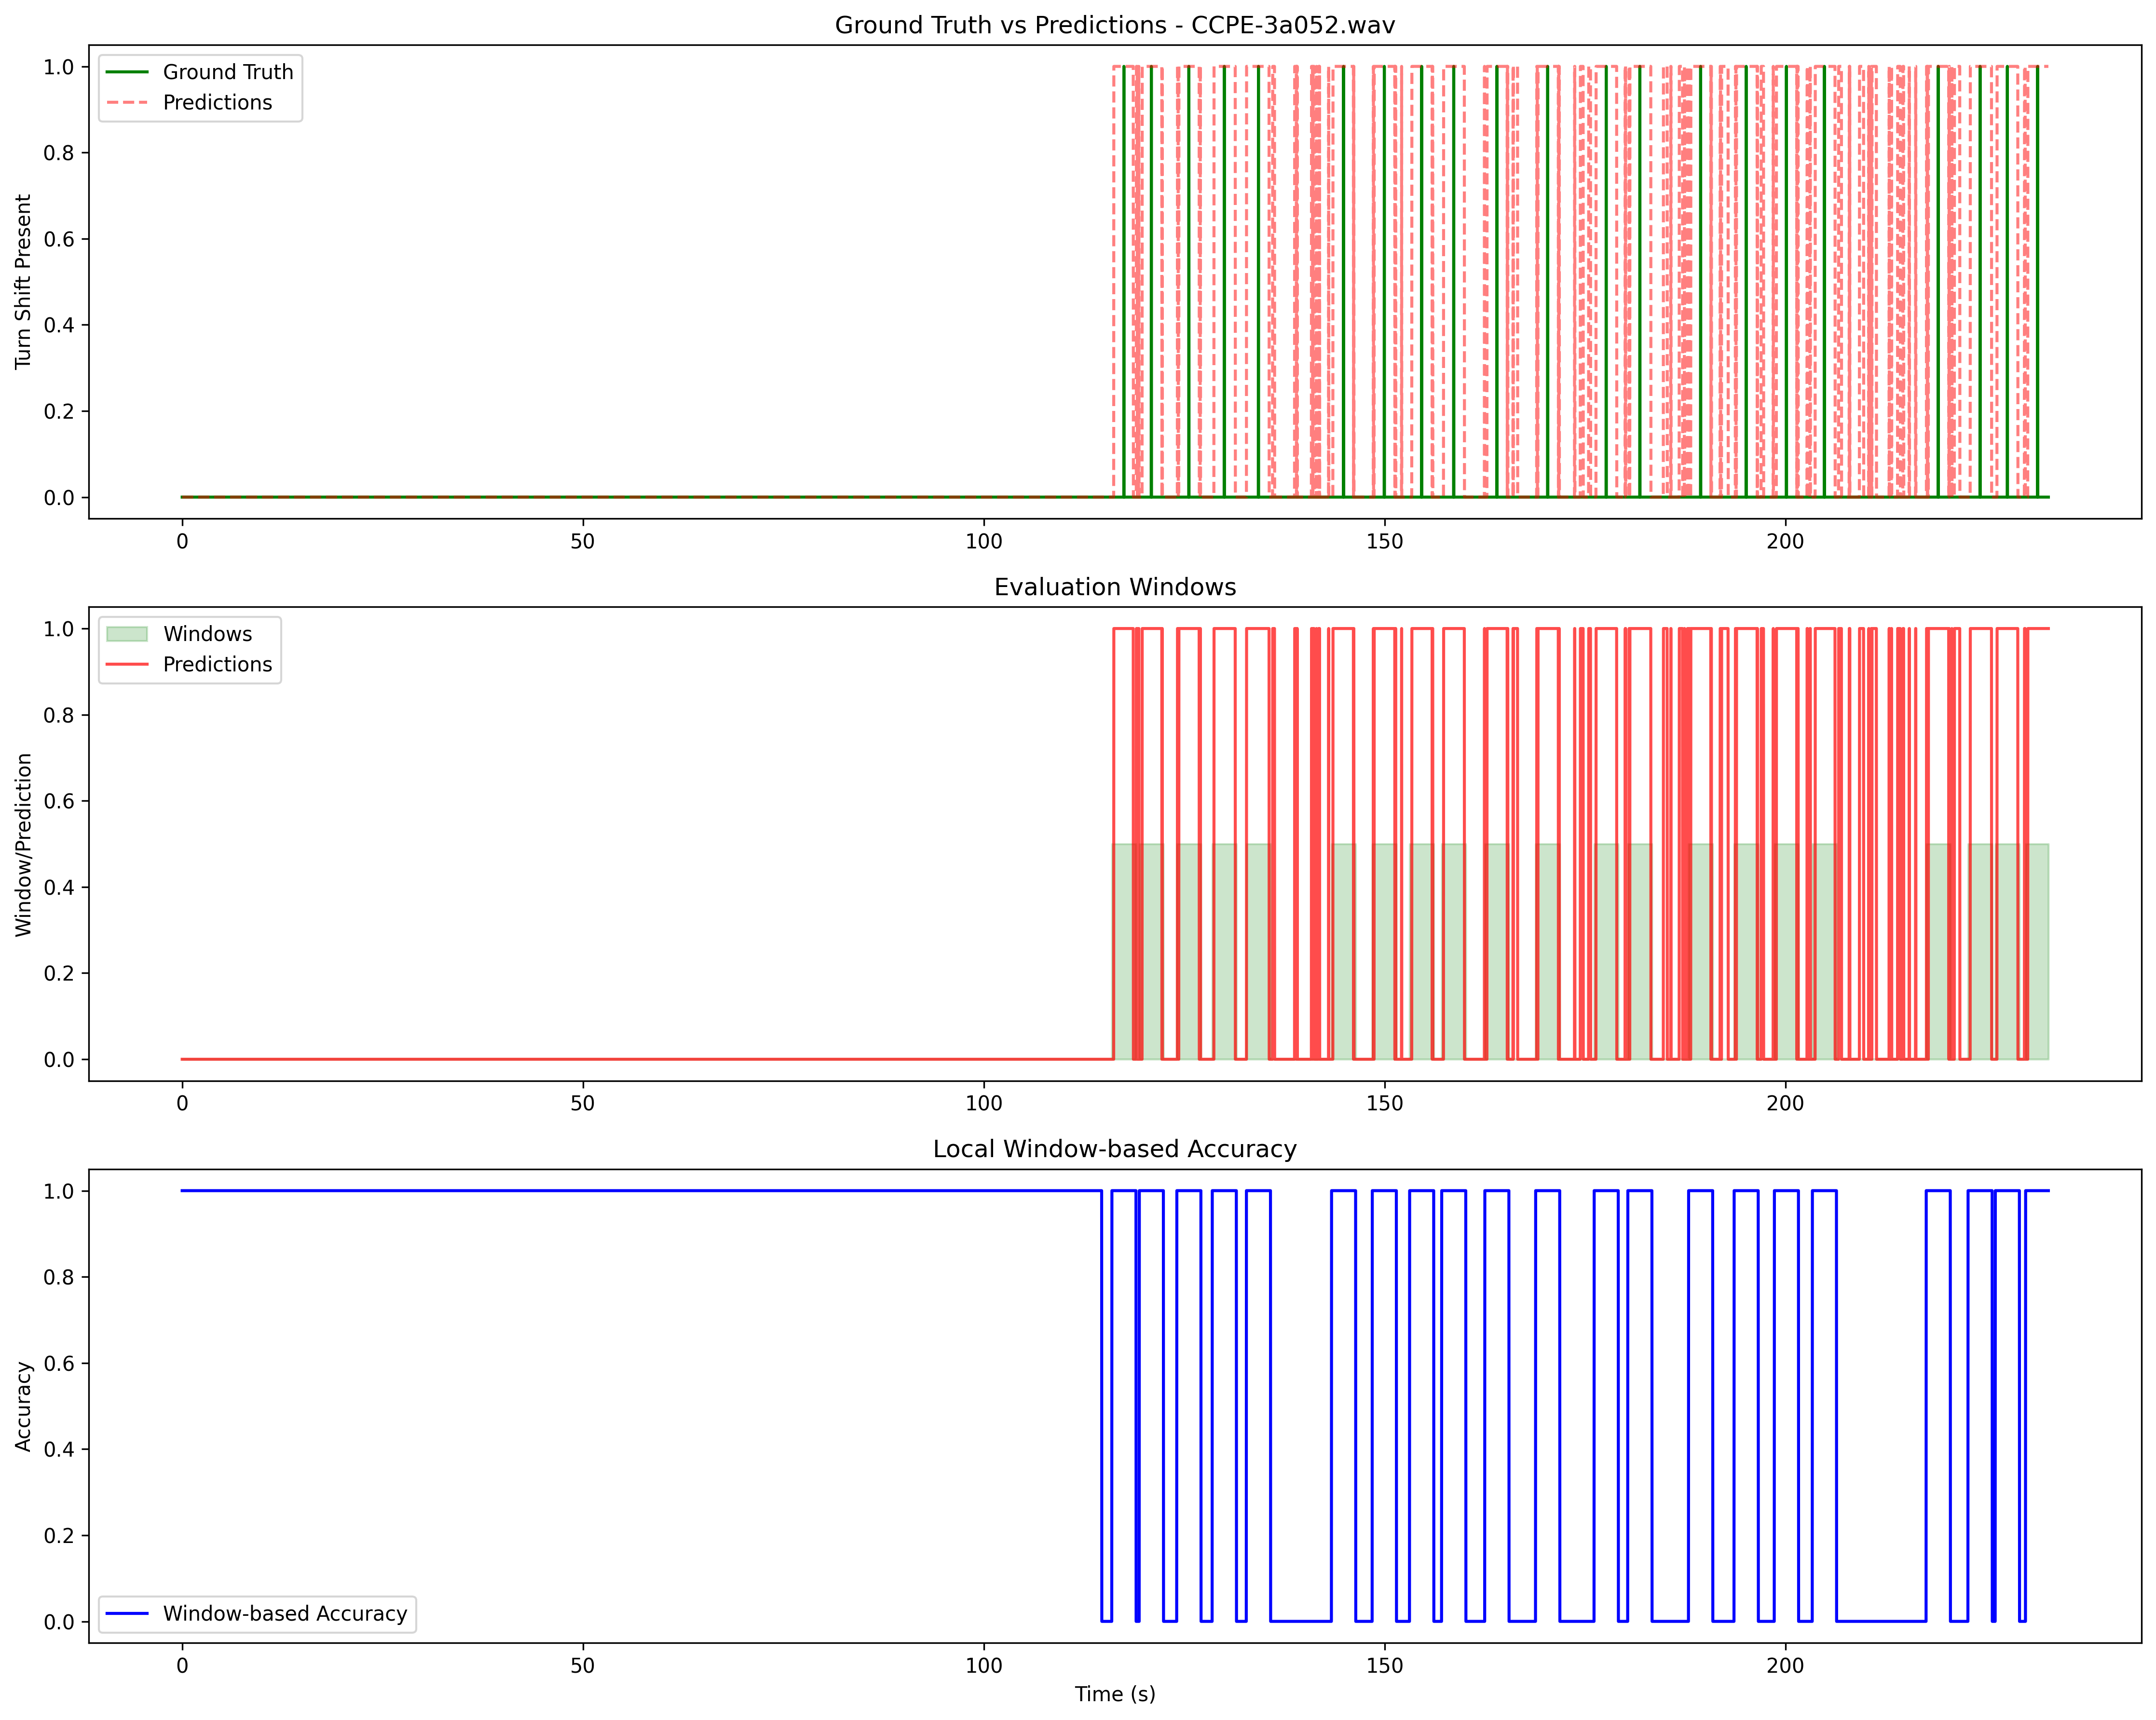 Ground Truth vs Predictions - CCPE-3a052.wav
Turn Shift Present
1.0
0.8
0.6
0.4
0.2
0.0
Ground Truth
Predictions
0 50 100 150 200
Evaluation Windows
Window/Prediction
1.0
0.8
0.6
0.4
0.2
0.0
Windows
Predictions
0 50 100 150 200
Local Window-based Accuracy
Accuracy
1.0
0.8
0.6
0.4
0.2
0.0
Window-based Accuracy
0 50 100 150 200
Time (s)